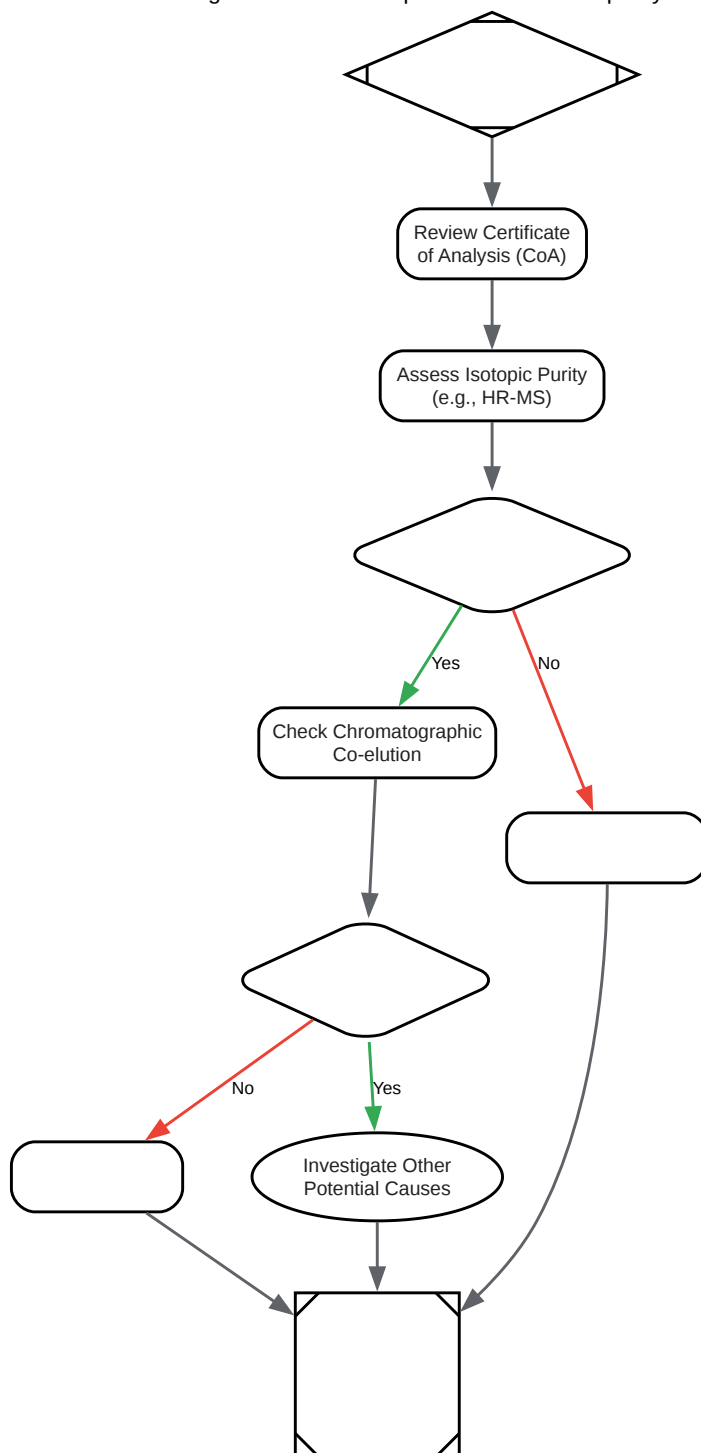 Review Certificate
of Analysis (CoA)
Assess Isotopic Purity
(e.g., HR-MS)
Yes
No
Check Chromatographic
Co-elution
No
Yes
Investigate Other
Potential Causes